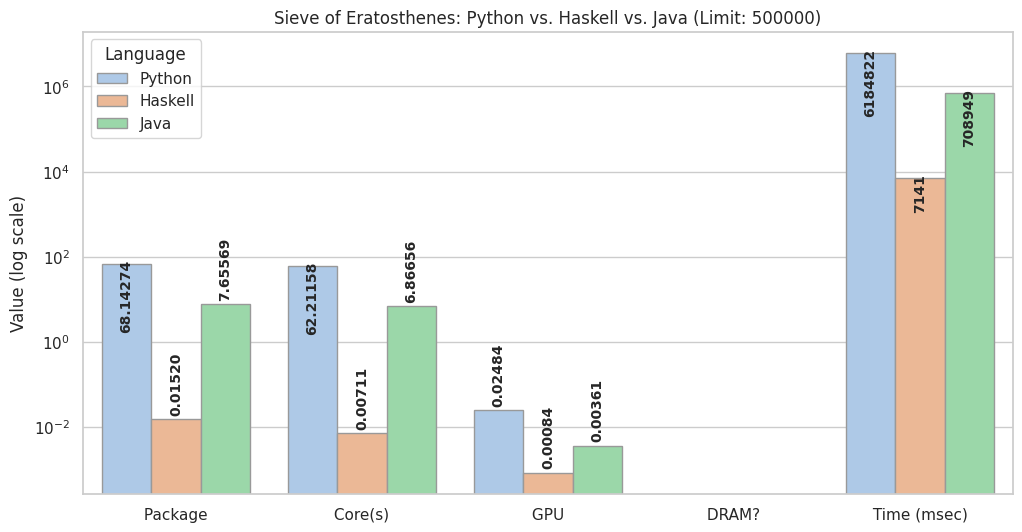 Sieve of Eratosthenes: Python vs. Haskell vs. Java (Limit: 500000)
Language
Python
Haskell
Java
Value (log scale)
10^6
10^4
10^2
10^0
10^-2
68.14274
0.01520
7.65569
62.21158
0.00711
6.86656
0.02484
0.00084
0.00361
6184822
7141
708949
Package
Core(s)
GPU
DRAM?
Time (msec)